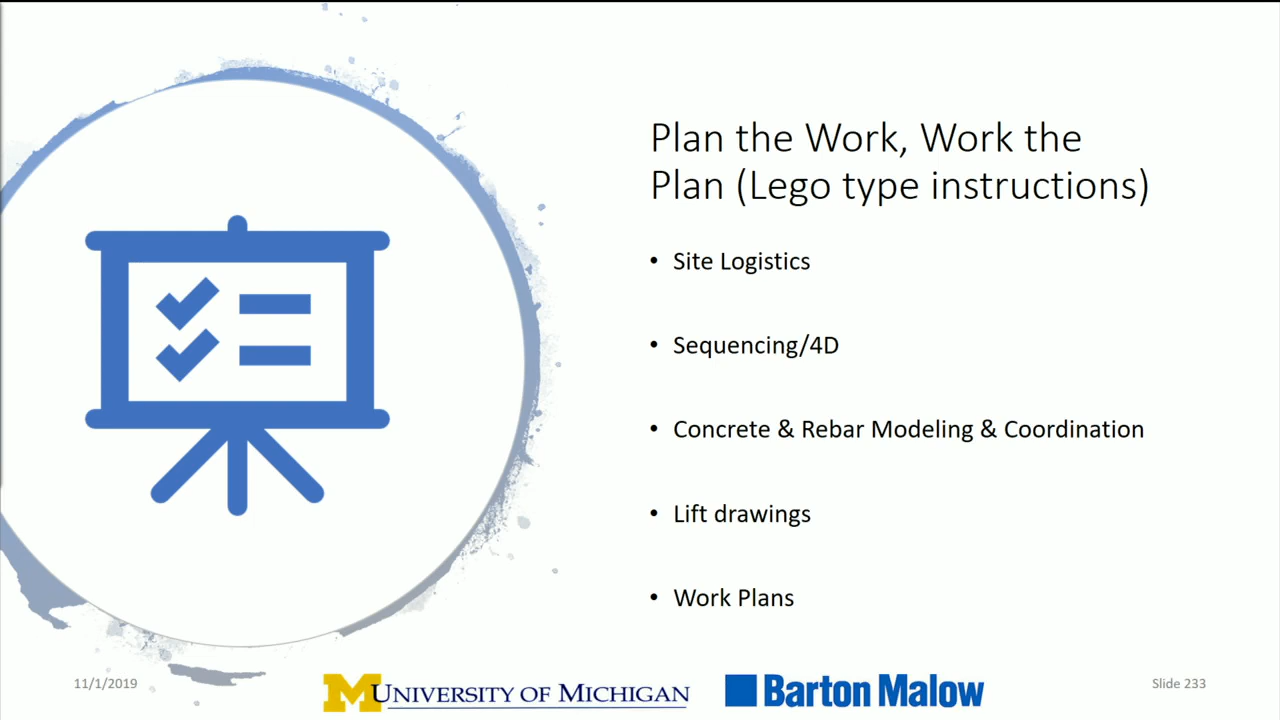 Plan the Work, Work the
Plan (Lego type instructions)
• Site Logistics
• Sequencing/4D
• Concrete & Rebar Modeling & Coordination
• Lift drawings
• Work Plans
11/1/2019
M UNIVERSITY OF MICHIGAN
Barton Malow
Slide 233